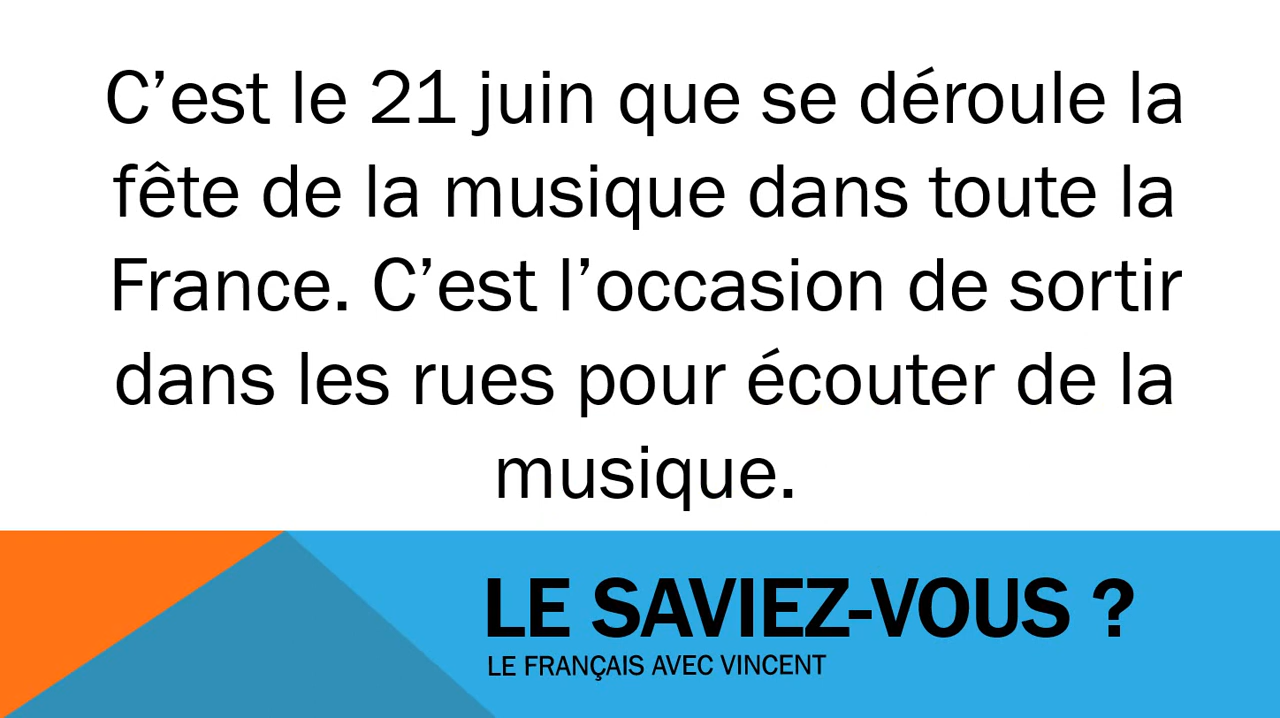 C’est le 21 juin que se déroule la
fête de la musique dans toute la
France. C’est l’occasion de sortir
dans les rues pour écouter de la
musique.
LE SAVIEZ-VOUS ?
LE FRANÇAIS AVEC VINCENT